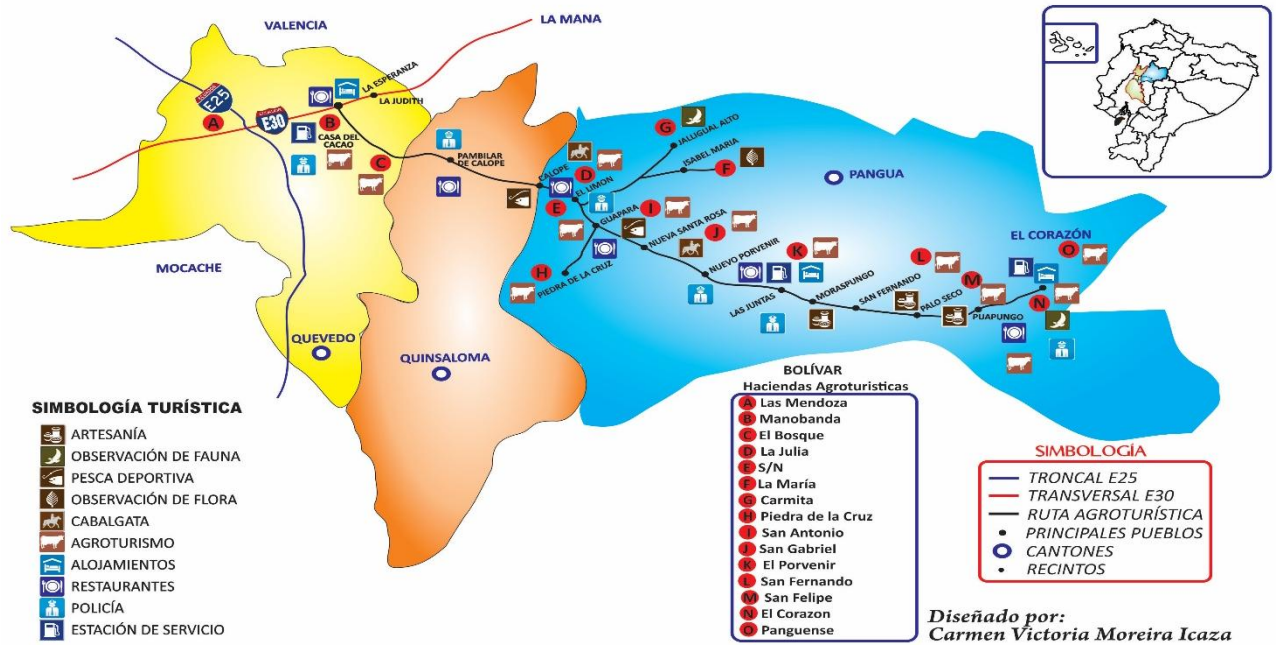 VALENCIA
LA MANA
E25
E30
A
B
LA ESPERANZA
LA JUDITH
CASA DEL
CACAO
C
PAMBILAR
DE CALOPE
CALOPE
D
EL LIMON
E
G
JALLIGUAL ALTO
ISABEL MARIA
F
PANGUA
GUAPARA
I
NUEVA SANTA ROSA
J
H
PIEDRA DE LA CRUZ
NUEVO PORVENIR
K
LAS JUNTAS
MORASPUNGO
SAN FERNANDO
L
PALO SECO
M
PUAPUNGO
EL CORAZÓN
O
N
MOCACHE
QUEVEDO
QUINSALOMA
SIMBOLOGÍA TURÍSTICA
ARTESANÍA
OBSERVACIÓN DE FAUNA
PESCA DEPORTIVA
OBSERVACIÓN DE FLORA
CABALGATA
AGROTURISMO
ALOJAMIENTOS
RESTAURANTES
POLICÍA
ESTACIÓN DE SERVICIO
BOLÍVAR
Haciendas Agroturisticas
A Las Mendoza
B Manobanda
C El Bosque
D La Julia
E S/N
F La María
G Carmita
H Piedra de la Cruz
I San Antonio
J San Gabriel
K El Porvenir
L San Fernando
M San Felipe
N El Corazon
O Panguense
SIMBOLOGÍA
TRONCAL E25
TRANSVERSAL E30
RUTA AGROTURÍSTICA
PRINCIPALES PUEBLOS
CANTONES
RECINTOS
Diseñado por:
Carmen Victoria Moreira Icaza